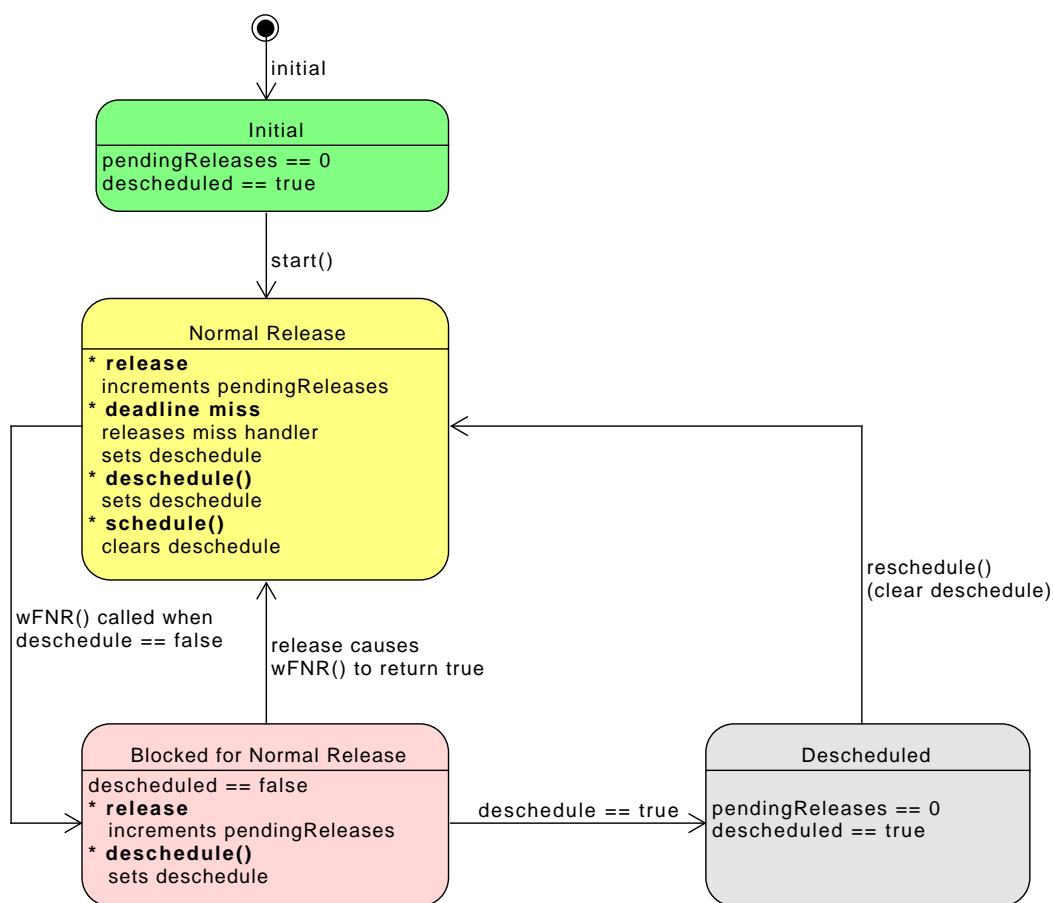 initial
Initial
pendingReleases == 0
descheduled == true
start()
Normal Release
* release
increments pendingReleases
* deadline miss
releases miss handler
sets deschedule
* deschedule()
sets deschedule
* schedule()
clears deschedule
wFNR() called when
deschedule == false
release causes
wFNR() to return true
reschedule()
(clear deschedule)
Blocked for Normal Release
descheduled == false
* release
increments pendingReleases
* deschedule()
sets deschedule
deschedule == true
Descheduled
pendingReleases == 0
descheduled == true